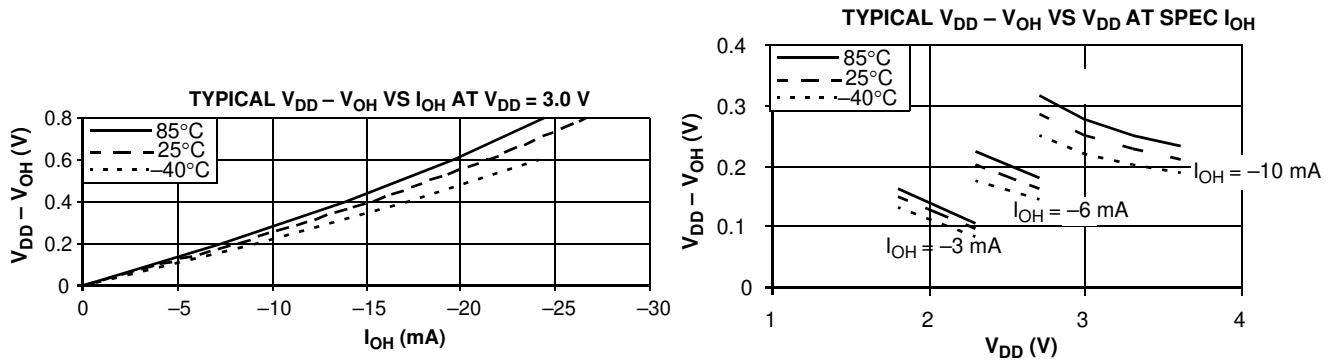 TYPICAL VDD – VOH VS IOH AT VDD = 3.0 V
VDD – VOH (V)
0.8
0.6
0.4
0.2
0
85°C
25°C
–40°C
0 –5 –10 –15 –20 –25 –30
IOH (mA)
TYPICAL VDD – VOH VS VDD AT SPEC IOH
VDD – VOH (V)
0.4
0.3
0.2
0.1
0
85°C
25°C
–40°C
IOH = –10 mA
IOH = –6 mA
IOH = –3 mA
1 2 3 4
VDD (V)